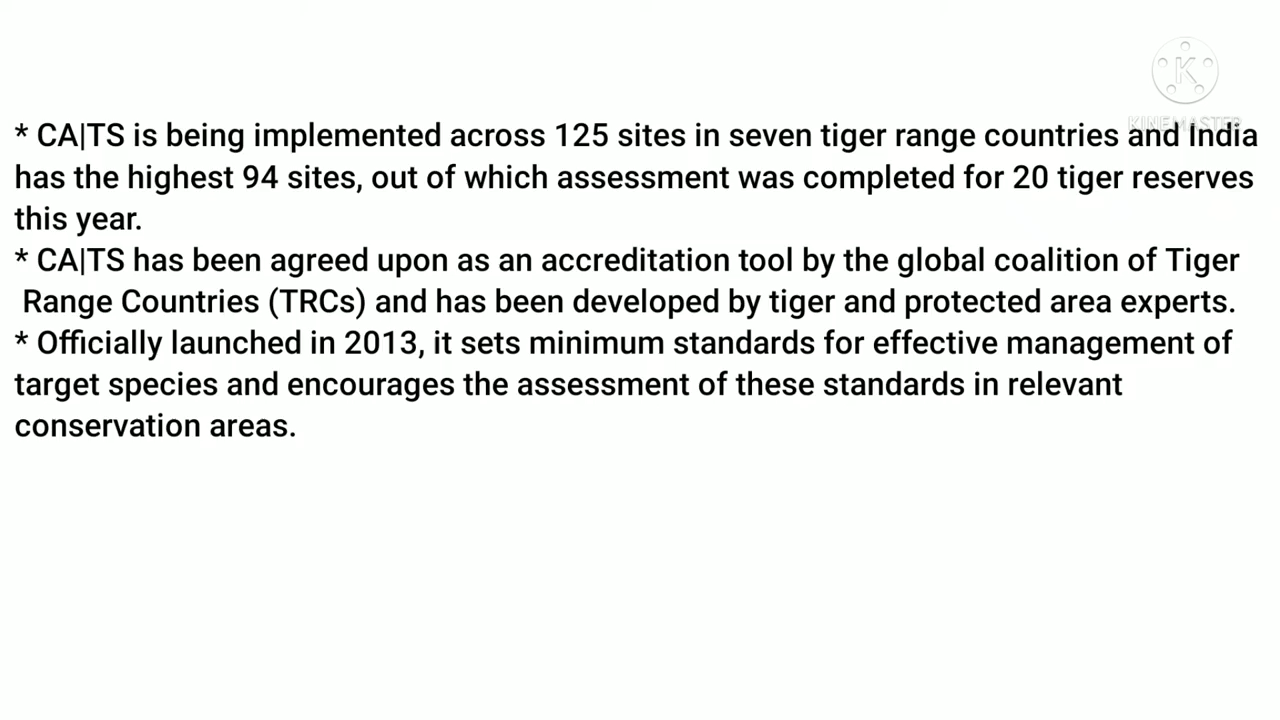 K
KINEMASTER
* CA|TS is being implemented across 125 sites in seven tiger range countries and India
has the highest 94 sites, out of which assessment was completed for 20 tiger reserves
this year.
* CA|TS has been agreed upon as an accreditation tool by the global coalition of Tiger
Range Countries (TRCs) and has been developed by tiger and protected area experts.
* Officially launched in 2013, it sets minimum standards for effective management of
target species and encourages the assessment of these standards in relevant
conservation areas.